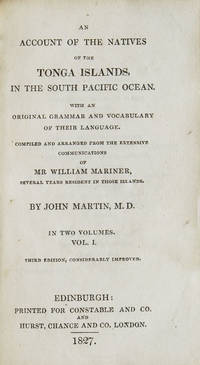 AN
ACCOUNT OF THE NATIVES
OF THE
TONGA ISLANDS,
IN THE SOUTH PACIFIC OCEAN.
WITH AN
ORIGINAL GRAMMAR AND VOCABULARY
OF THEIR LANGUAGE.
COMPILED AND ARRANGED FROM THE EXTENSIVE
COMMUNICATIONS
OF
MR WILLIAM MARINER,
SEVERAL YEARS RESIDENT IN THOSE ISLANDS.
BY JOHN MARTIN, M.D.
IN TWO VOLUMES.
VOL. I.
THIRD EDITION, CONSIDERABLY IMPROVED.
EDINBURGH:
PRINTED FOR CONSTABLE AND CO.
AND
HURST, CHANCE AND CO. LONDON.
1827.